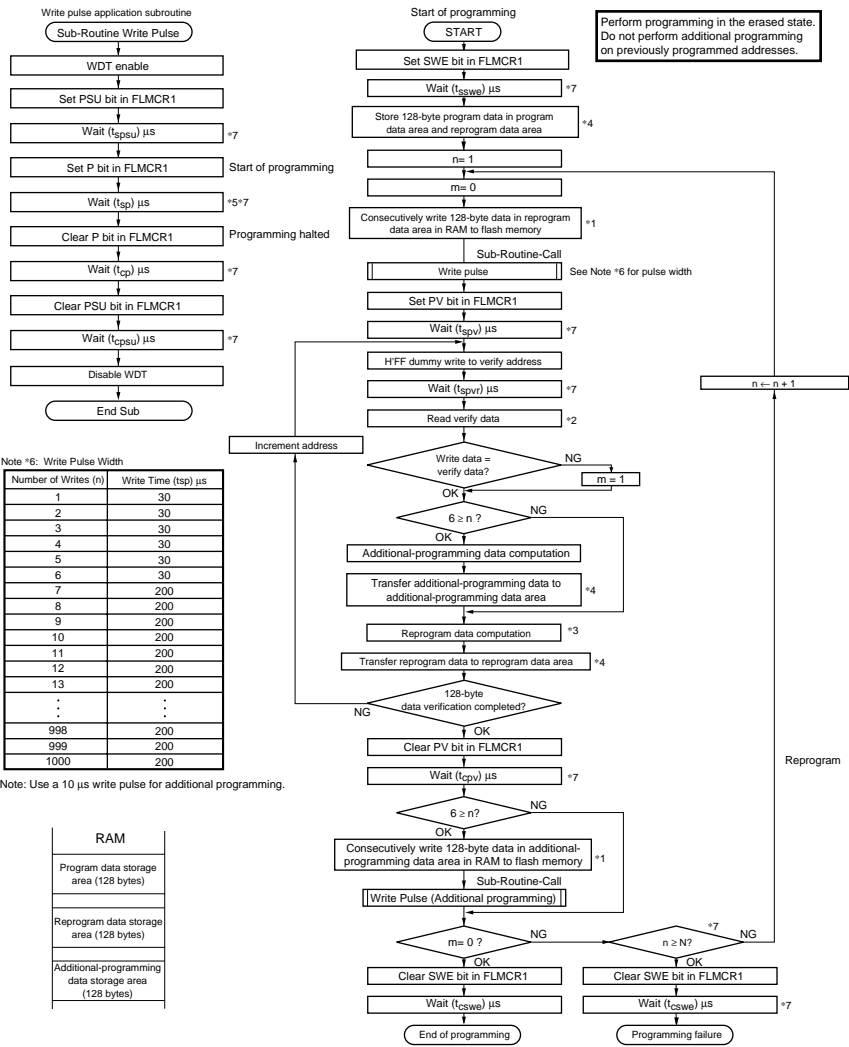 Write pulse application subroutine
Sub-Routine Write Pulse
WDT enable
Set PSU bit in FLMCR1
Wait (tspsu) μs
*7
Set P bit in FLMCR1
Start of programming
Wait (tsp) μs
*5*7
Clear P bit in FLMCR1
Programming halted
Wait (tcp) μs
*7
Clear PSU bit in FLMCR1
Wait (tcpsu) μs
*7
Disable WDT
End Sub
Note *6: Write Pulse Width
Number of Writes (n) Write Time (tsp) μs
1 30
2 30
3 30
4 30
5 30
6 30
7 200
8 200
9 200
10 200
11 200
12 200
13 200
998 200
999 200
1000 200
Note: Use a 10 μs write pulse for additional programming.
RAM
Program data storage
area (128 bytes)
Reprogram data storage
area (128 bytes)
Additional-programming
data storage area
(128 bytes)
Start of programming
START
Perform programming in the erased state.
Do not perform additional programming
on previously programmed addresses.
Set SWE bit in FLMCR1
Wait (tsswe) μs
*7
Store 128-byte program data in program
data area and reprogram data area
*4
n= 1
m= 0
Consecutively write 128-byte data in reprogram
data area in RAM to flash memory
*1
Sub-Routine-Call
Write pulse
See Note *6 for pulse width
Set PV bit in FLMCR1
Wait (tspv) μs
*7
H'FF dummy write to verify address
Wait (tspvr) μs
*7
Read verify data
*2
n ← n + 1
Increment address
Write data =
verify data?
NG
m = 1
OK
6 ≥ n ?
NG
OK
Additional-programming data computation
Transfer additional-programming data to
additional-programming data area
*4
Reprogram data computation
*3
Transfer reprogram data to reprogram data area
*4
128-byte
data verification completed?
NG
OK
Clear PV bit in FLMCR1
Reprogram
Wait (tcpv) μs
*7
6 ≥ n?
NG
OK
Consecutively write 128-byte data in additional-
programming data area in RAM to flash memory
*1
Sub-Routine-Call
Write Pulse (Additional programming)
m= 0 ?
NG
*7
n ≥ N?
NG
OK
OK
Clear SWE bit in FLMCR1
Clear SWE bit in FLMCR1
Wait (tcswe) μs
Wait (tcswe) μs
*7
End of programming
Programming failure